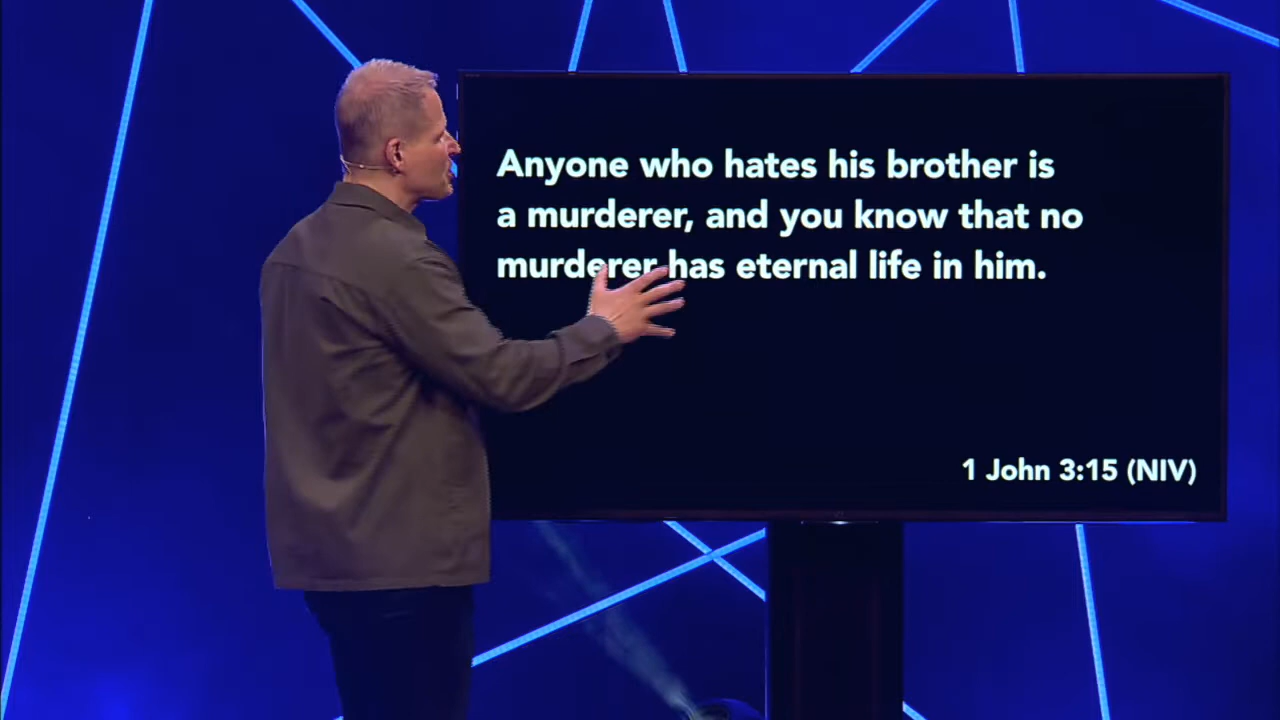 Anyone who hates his brother is
a murderer, and you know that no
murderer has eternal life in him.
1 John 3:15 (NIV)